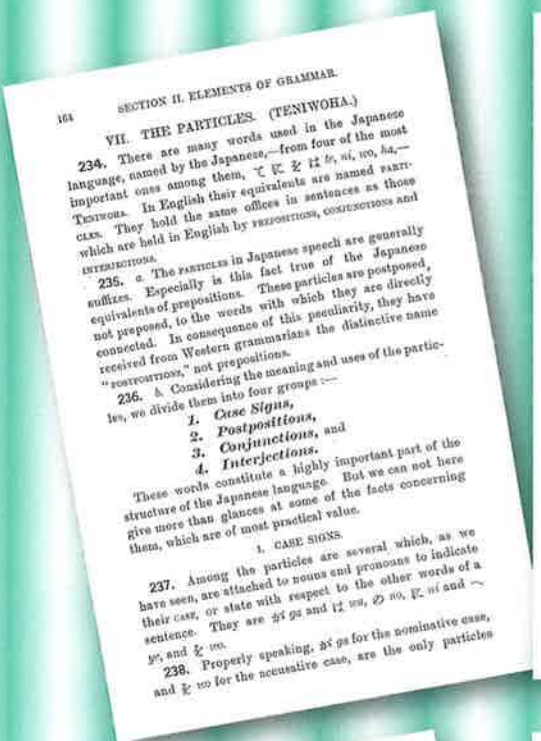 164
SECTION II. ELEMENTS OF GRAMMAR.
VII. THE PARTICLES. (TENIWOHA.)
234. There are many words used in the Japanese
language, named by the Japanese,—from four of the most
important ones among them, て に を は te, ni, wo, ha,—
TENIWOHA. In English their equivalents are named PARTI-
CLES. They hold the same offices in sentences as those
which are held in English by PREPOSITIONS, CONJUNCTIONS and
INTERJECTIONS.
235. a. The PARTICLES in Japanese speech are generally
suffixes. Especially is this fact true of the Japanese
equivalents of prepositions. These particles are postposed,
not preposed, to the words with which they are directly
connected. In consequence of this peculiarity, they have
received from Western grammarians the distinctive name
"POSTPOSITIONS," not prepositions.
236. b. Considering the meaning and uses of the partic-
les, we divide them into four groups :—
1. Case Signs,
2. Postpositions,
3. Conjunctions, and
4. Interjections.
These words constitute a highly important part of the
structure of the Japanese language. But we can not here
give more than glances at some of the facts concerning
them, which are of most practical value.
1. CASE SIGNS.
237. Among the particles are several which, as we
have seen, are attached to nouns and pronouns to indicate
their CASE, or state with respect to the other words of a
sentence. They are が ga and は wa, の no, に ni and へ
ye, and を wo.
238. Properly speaking, が ga for the nominative case,
and を wo for the accusative case, are the only particles